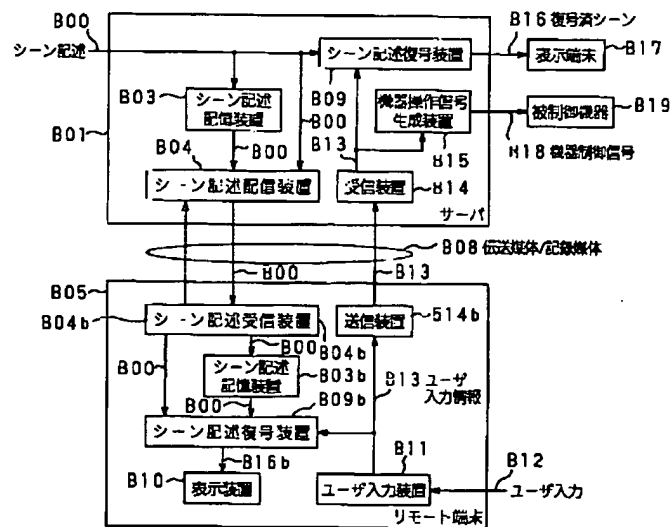 B00
シーン記述
B16 復号済シーン
シーン記述復号装置
表示端末
B17
B09
B03
シーン記述
記憶装置
B00
機器操作信号
生成装置
被制御機器
B19
B01
B00
B13
B15
B18 機器制御信号
B04
シーン記述配信装置
受信装置
B14
サーバ
B08 伝送媒体/記録媒体
B00
B13
B05
B04b
シーン記述受信装置
送信装置
514b
B04b
B00
B00
シーン記述
記憶装置
B03b
B13 ユーザ
入力情報
B00
B09b
シーン記述復号装置
B16b
B11
B12
B10
表示装置
ユーザ入力装置
ユーザ入力
リモート端末